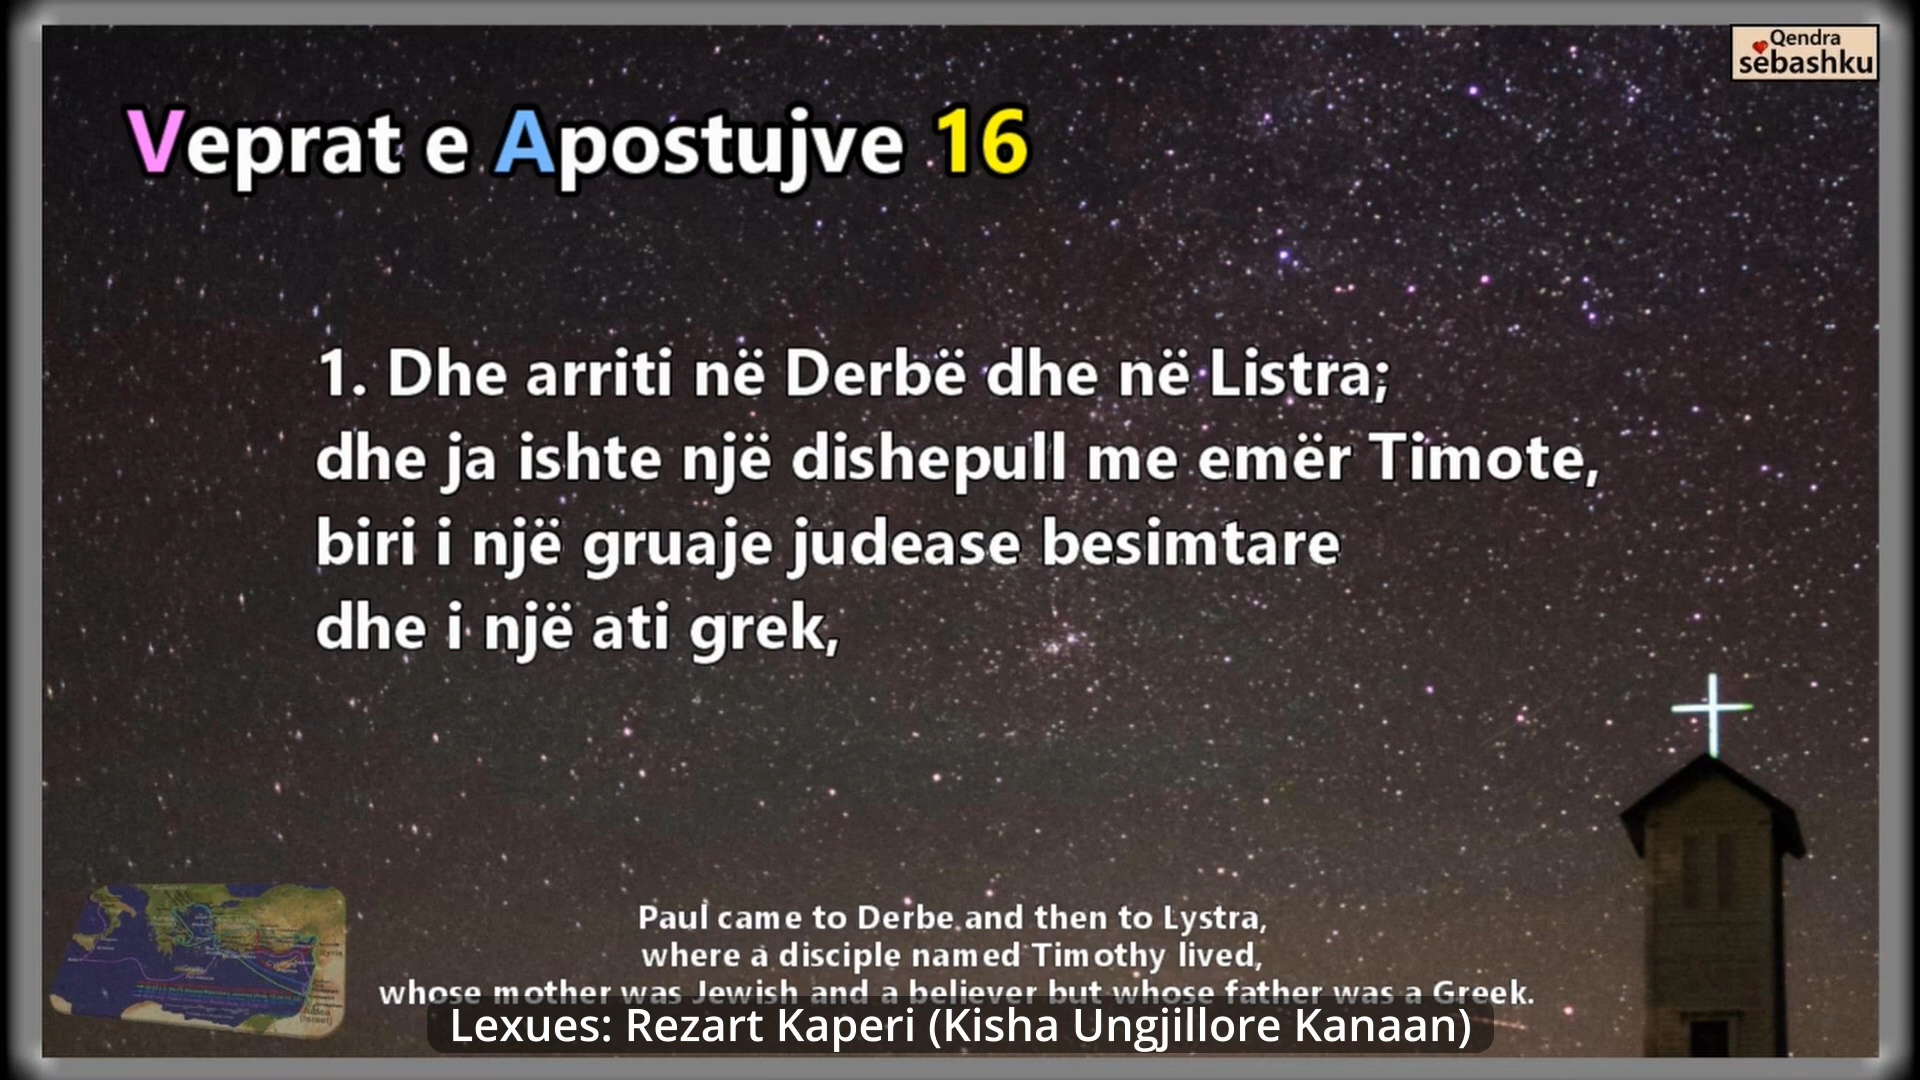 Qendra
sëbashku
Veprat e Apostujve 16
1. Dhe arriti në Derbë dhe në Listra;
dhe ja ishte një dishepull me emër Timote,
biri i një gruaje judease besimtare
dhe i një ati grek,
Paul came to Derbe and then to Lystra,
where a disciple named Timothy lived,
whose mother was Jewish and a believer but whose father was a Greek.
Lexues: Rezart Kaperi (Kisha Ungjillore Kanaan)